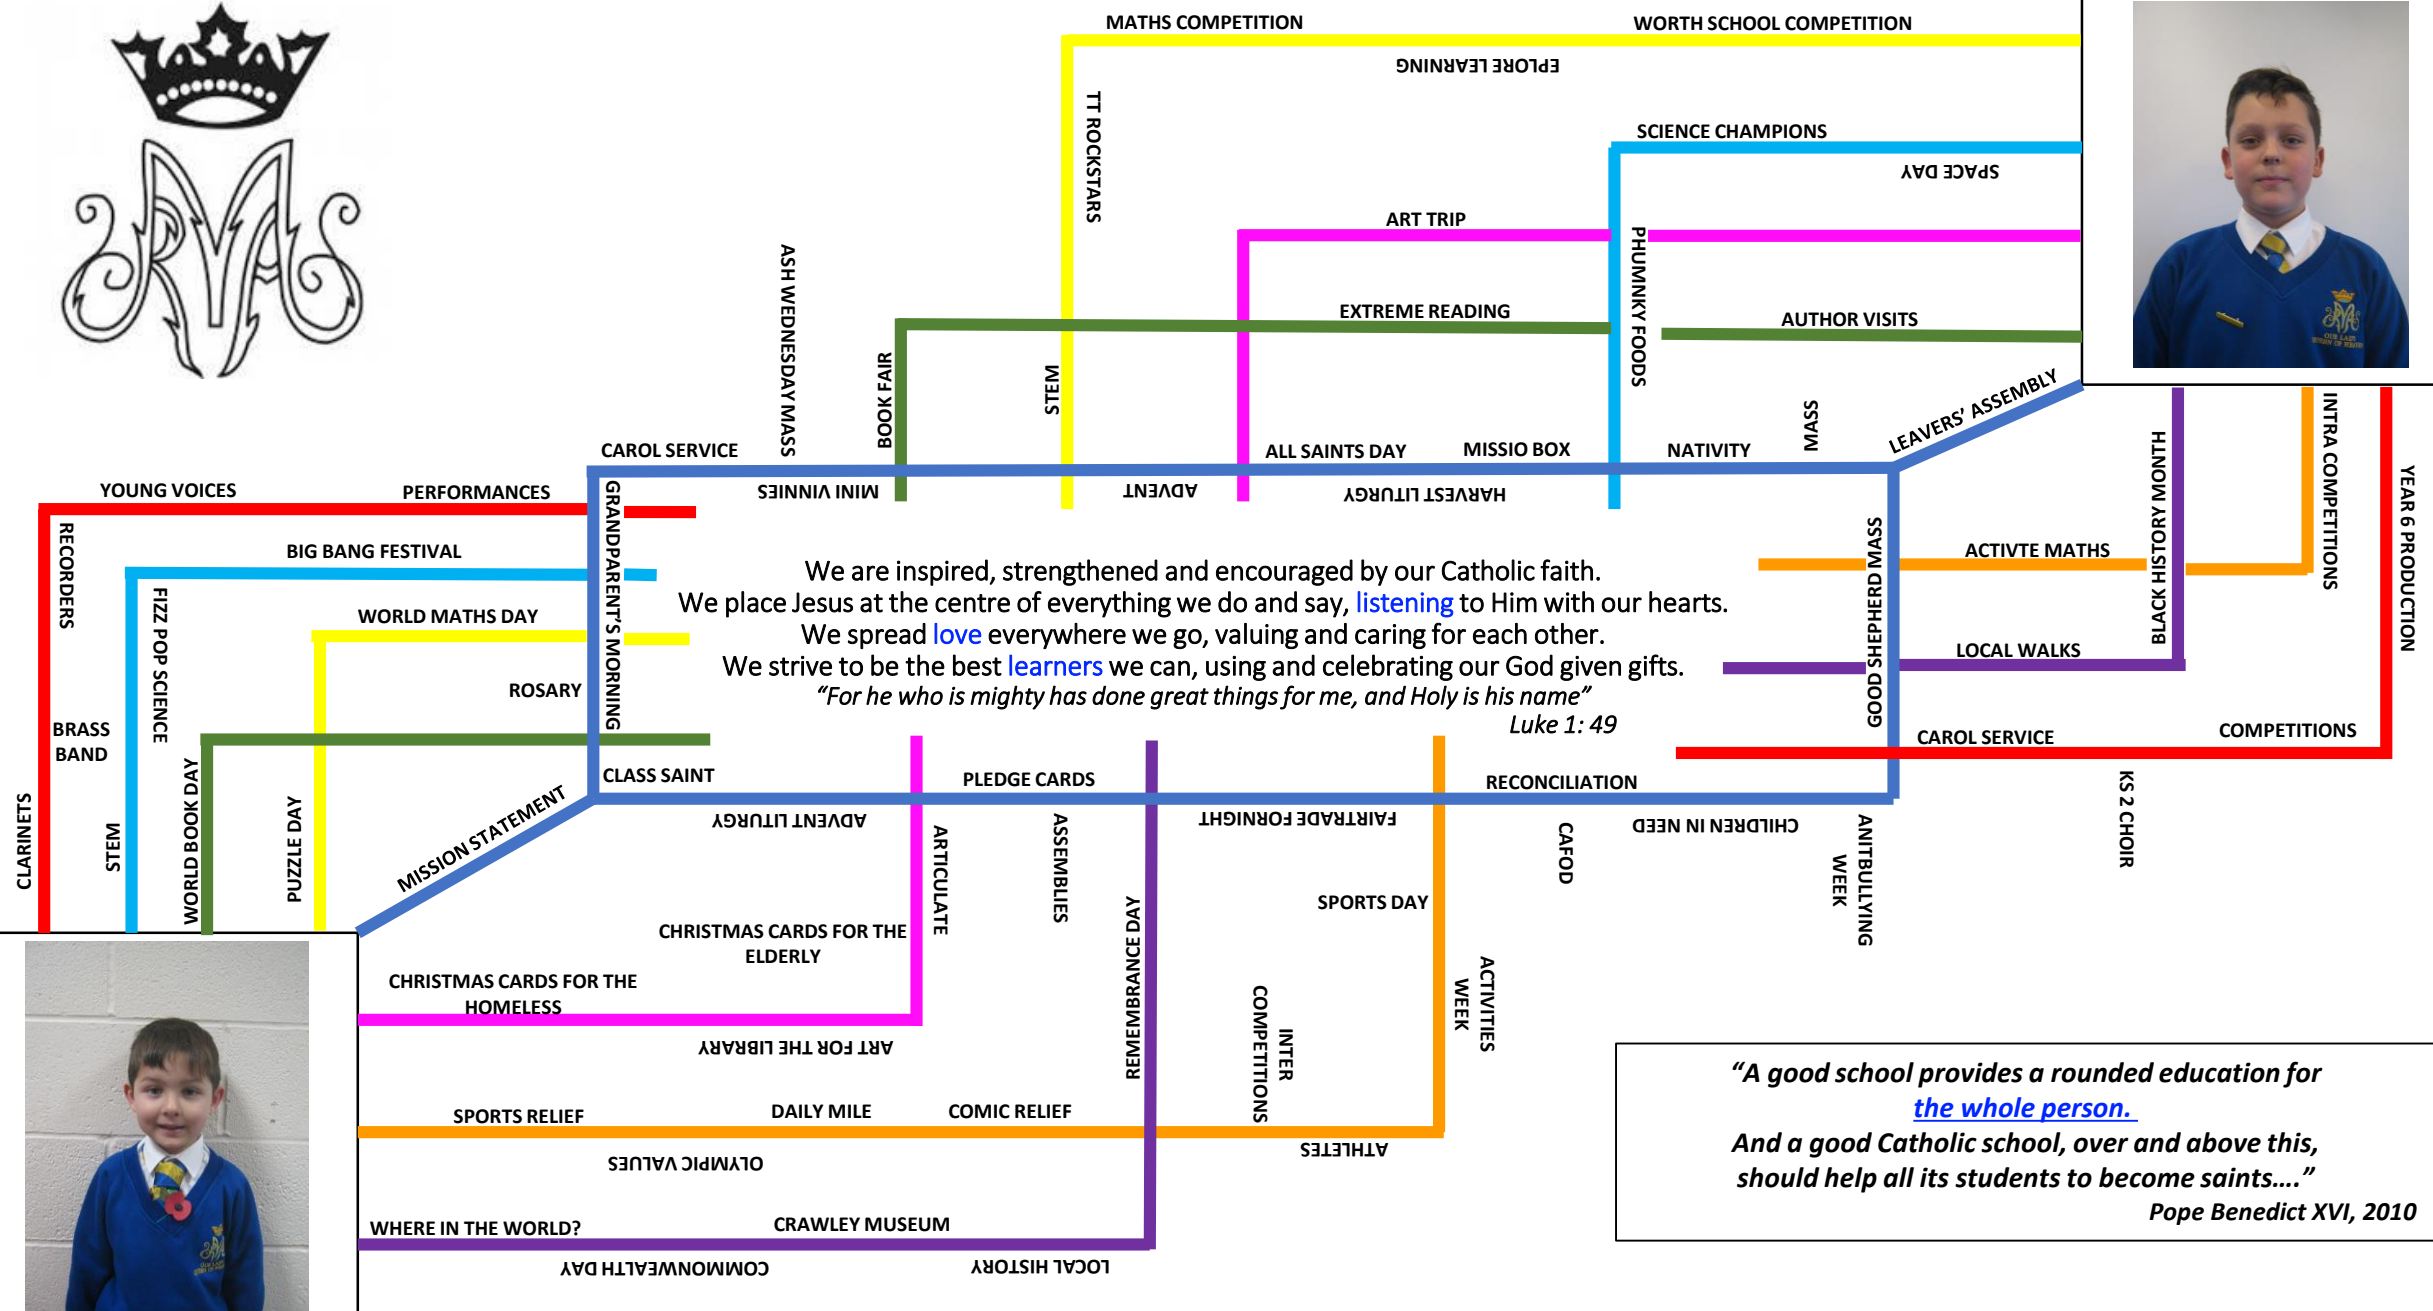 MATHS COMPETITION
WORTH SCHOOL COMPETITION
EPLORE LEARNING
TT ROCKSTARS
SCIENCE CHAMPIONS
SPACE DAY
ART TRIP
PHUMNKY FOODS
ASH WEDNESDAY MASS
EXTREME READING
AUTHOR VISITS
BOOK FAIR
STEM
MASS
LEAVERS' ASSEMBLY
CAROL SERVICE
ALL SAINTS DAY
MISSIO BOX
NATIVITY
MINI VINNIES
ADVENT
HARVEST LITURGY
BLACK HISTORY MONTH
INTRA COMPETITIONS
YEAR 6 PRODUCTION
YOUNG VOICES
PERFORMANCES
RECORDERS
GRANDPARENT'S MORNING
BIG BANG FESTIVAL
FIZZ POP SCIENCE
WORLD MATHS DAY
ROSARY
BRASS
BAND
CLARINETS
STEM
WORLD BOOK DAY
PUZZLE DAY
MISSION STATEMENT
We are inspired, strengthened and encouraged by our Catholic faith.
We place Jesus at the centre of everything we do and say, listening to Him with our hearts.
We spread love everywhere we go, valuing and caring for each other.
We strive to be the best learners we can, using and celebrating our God given gifts.
“For he who is mighty has done great things for me, and Holy is his name”
Luke 1: 49
GOOD SHEPHERD MASS
ACTIVTE MATHS
LOCAL WALKS
CAROL SERVICE
COMPETITIONS
KS 2 CHOIR
CLASS SAINT
PLEDGE CARDS
RECONCILIATION
ADVENT LITURGY
FAIRTRADE FORNIGHT
CHILDREN IN NEED
ARTICULATE
ASSEMBLIES
CAFOD
ANITBULLYING
WEEK
REMEMBRANCE DAY
SPORTS DAY
CHRISTMAS CARDS FOR THE
ELDERLY
CHRISTMAS CARDS FOR THE
HOMELESS
ART FOR THE LIBRARY
INTER
COMPETITIONS
ACTIVITIES
WEEK
SPORTS RELIEF
DAILY MILE
COMIC RELIEF
OLYMPIC VALUES
ATHLETES
WHERE IN THE WORLD?
CRAWLEY MUSEUM
COMMONWEALTH DAY
LOCAL HISTORY
“A good school provides a rounded education for
the whole person.
And a good Catholic school, over and above this,
should help all its students to become saints....”
Pope Benedict XVI, 2010